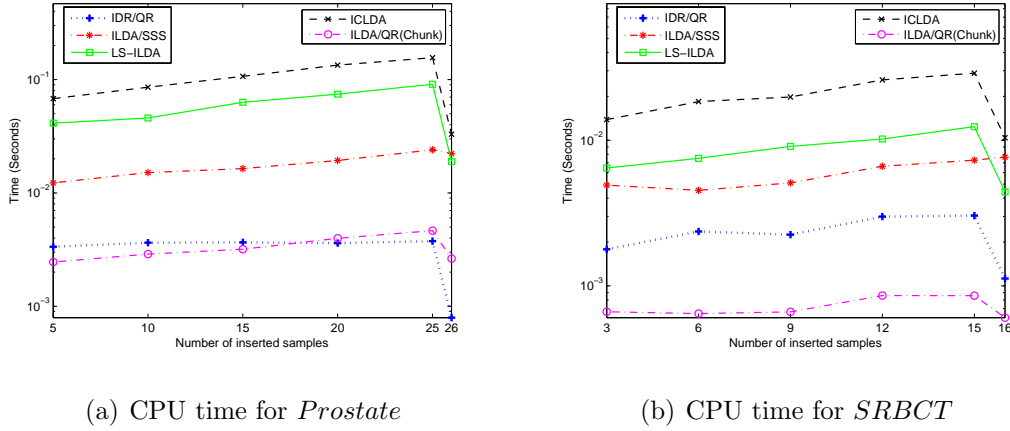 IDR/QR
ILDA/SSS
LS−ILDA
ICLDA
ILDA/QR(Chunk)
Time (Seconds)
10−1
10−2
10−3
5 10 15 20 25 26
Number of inserted samples
(a) CPU time for Prostate
IDR/QR
ILDA/SSS
LS−ILDA
ICLDA
ILDA/QR(Chunk)
Time (Seconds)
10−2
10−3
3 6 9 12 15 16
Number of inserted samples
(b) CPU time for SRBCT